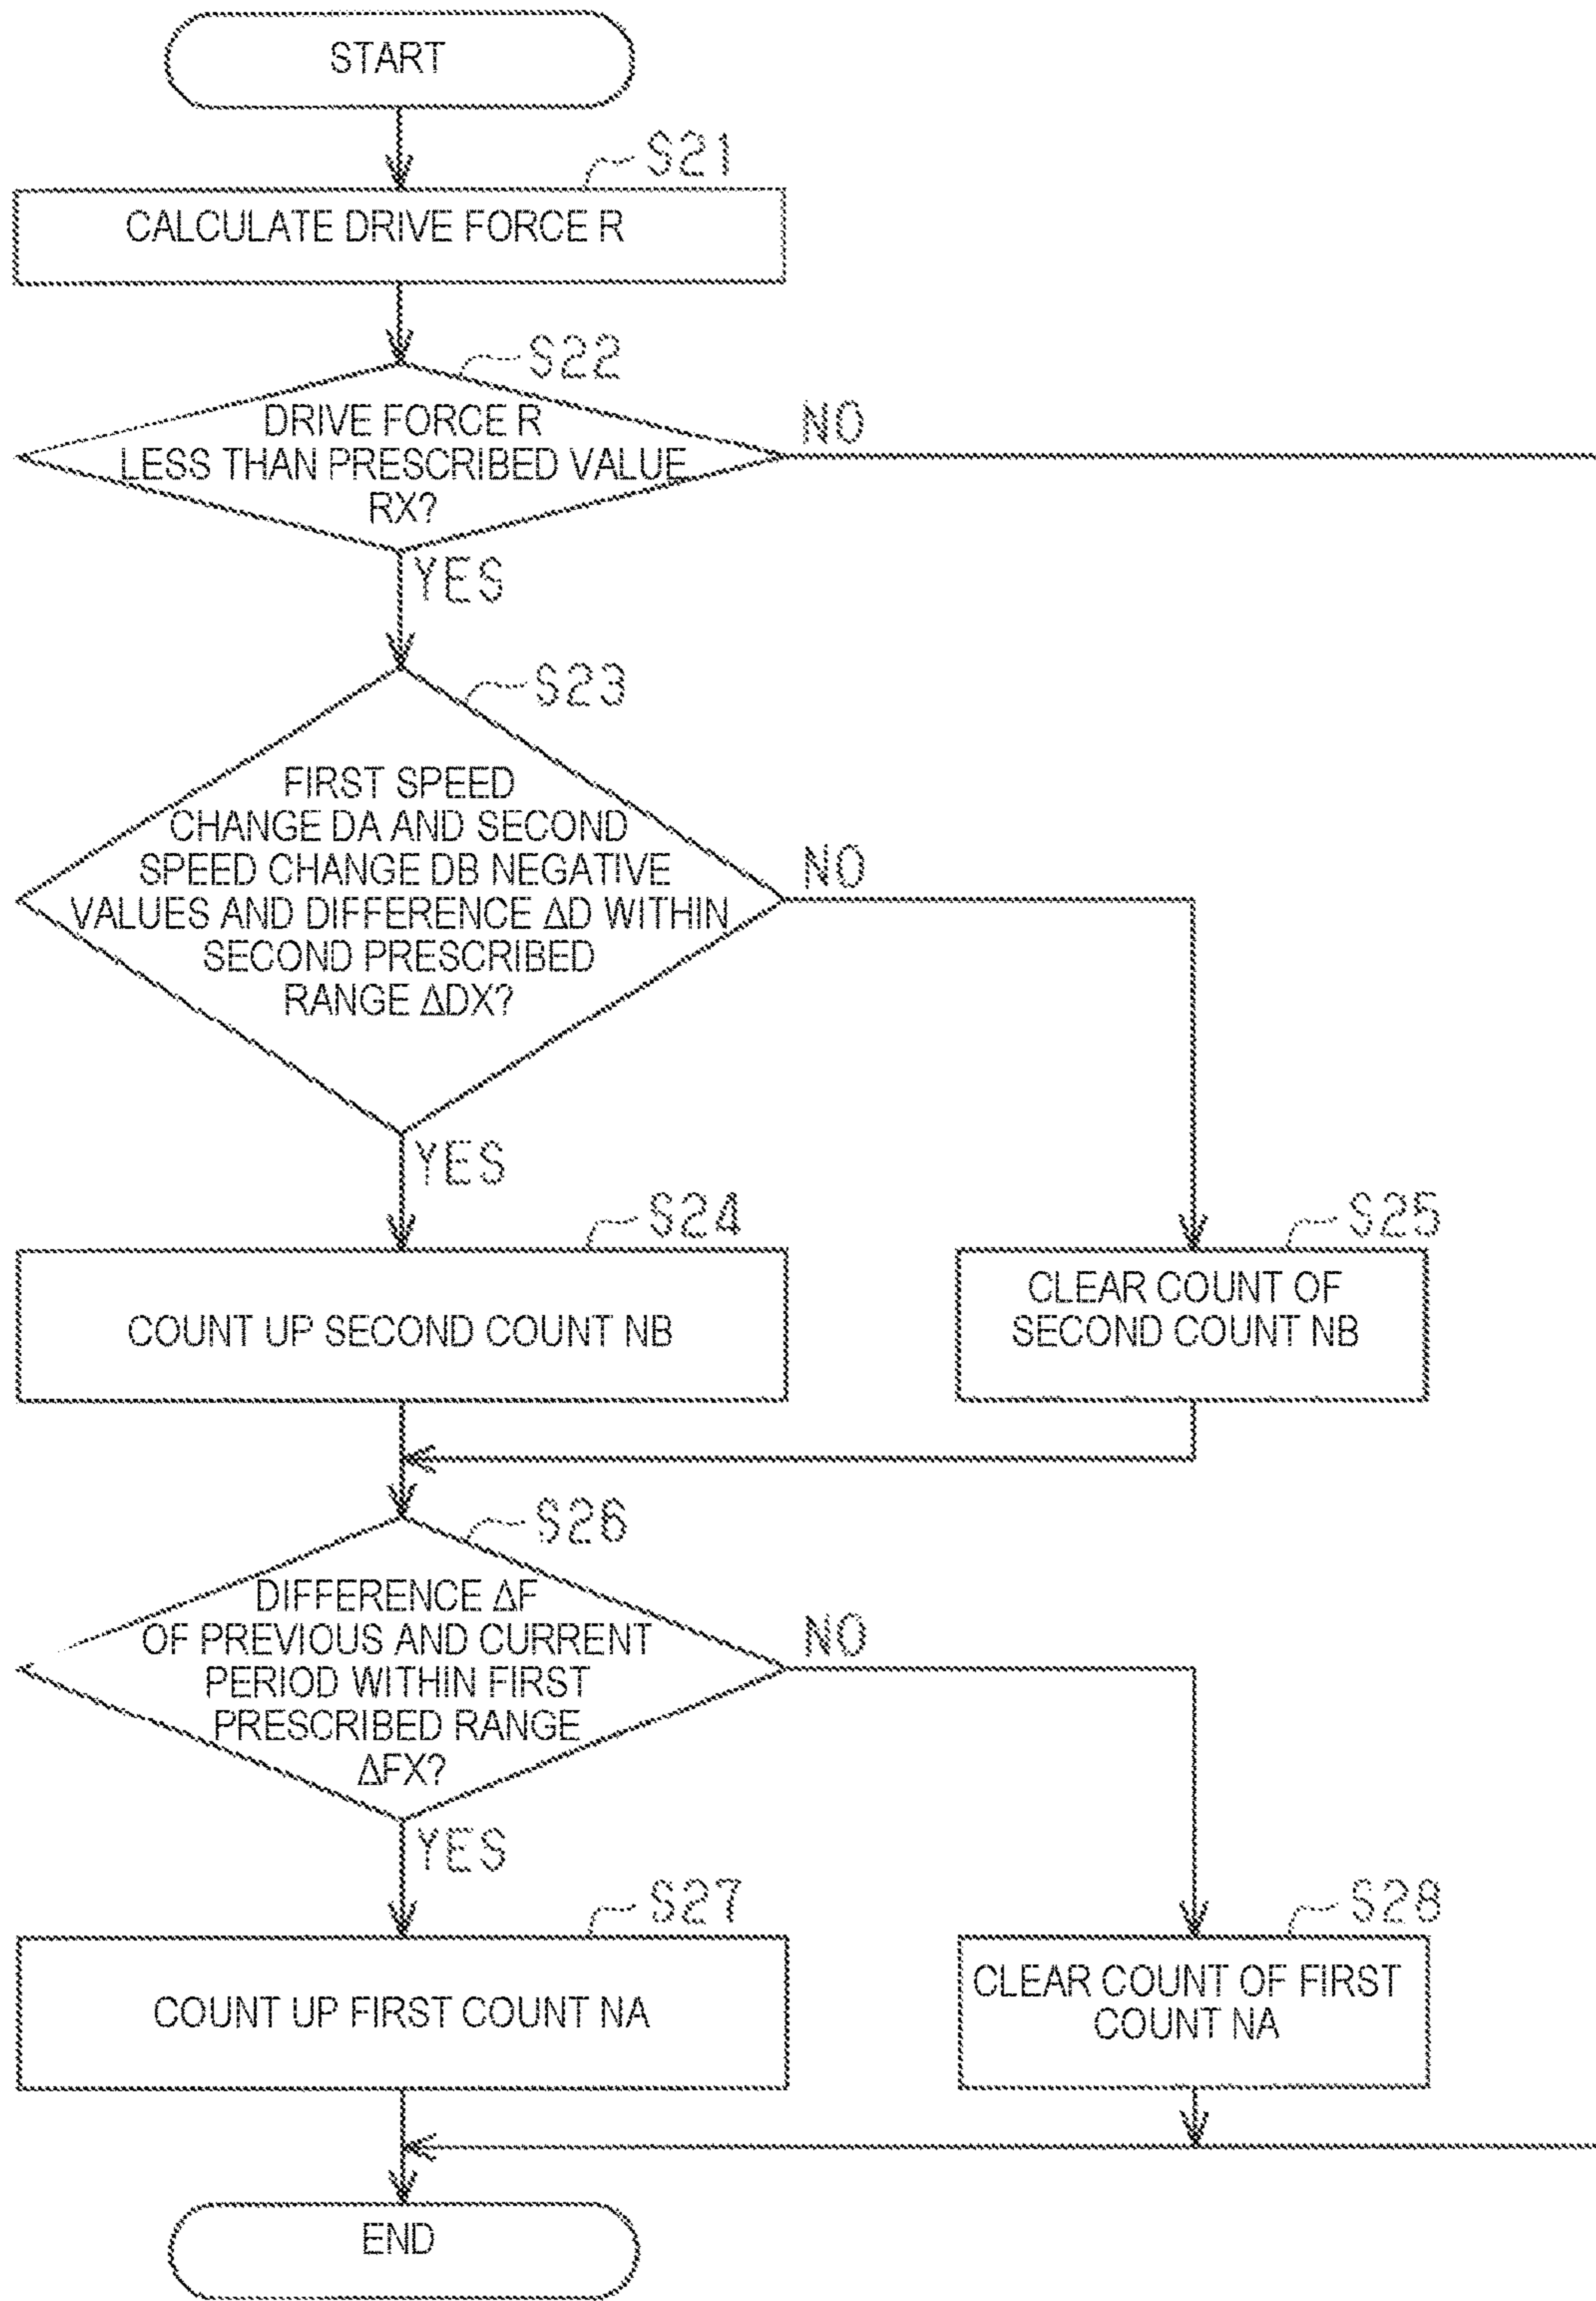 START
S21
CALCULATE DRIVE FORCE R
S22
DRIVE FORCE R
LESS THAN PRESCRIBED VALUE
RX?
NO
YES
S23
FIRST SPEED
CHANGE DA AND SECOND
SPEED CHANGE DB NEGATIVE
VALUES AND DIFFERENCE ΔD WITHIN
SECOND PRESCRIBED
RANGE ΔDX?
NO
YES
S24
COUNT UP SECOND COUNT NB
S25
CLEAR COUNT OF
SECOND COUNT NB
S26
DIFFERENCE ΔF
OF PREVIOUS AND CURRENT
PERIOD WITHIN FIRST
PRESCRIBED RANGE
ΔFX?
NO
YES
S27
COUNT UP FIRST COUNT NA
S28
CLEAR COUNT OF FIRST
COUNT NA
END